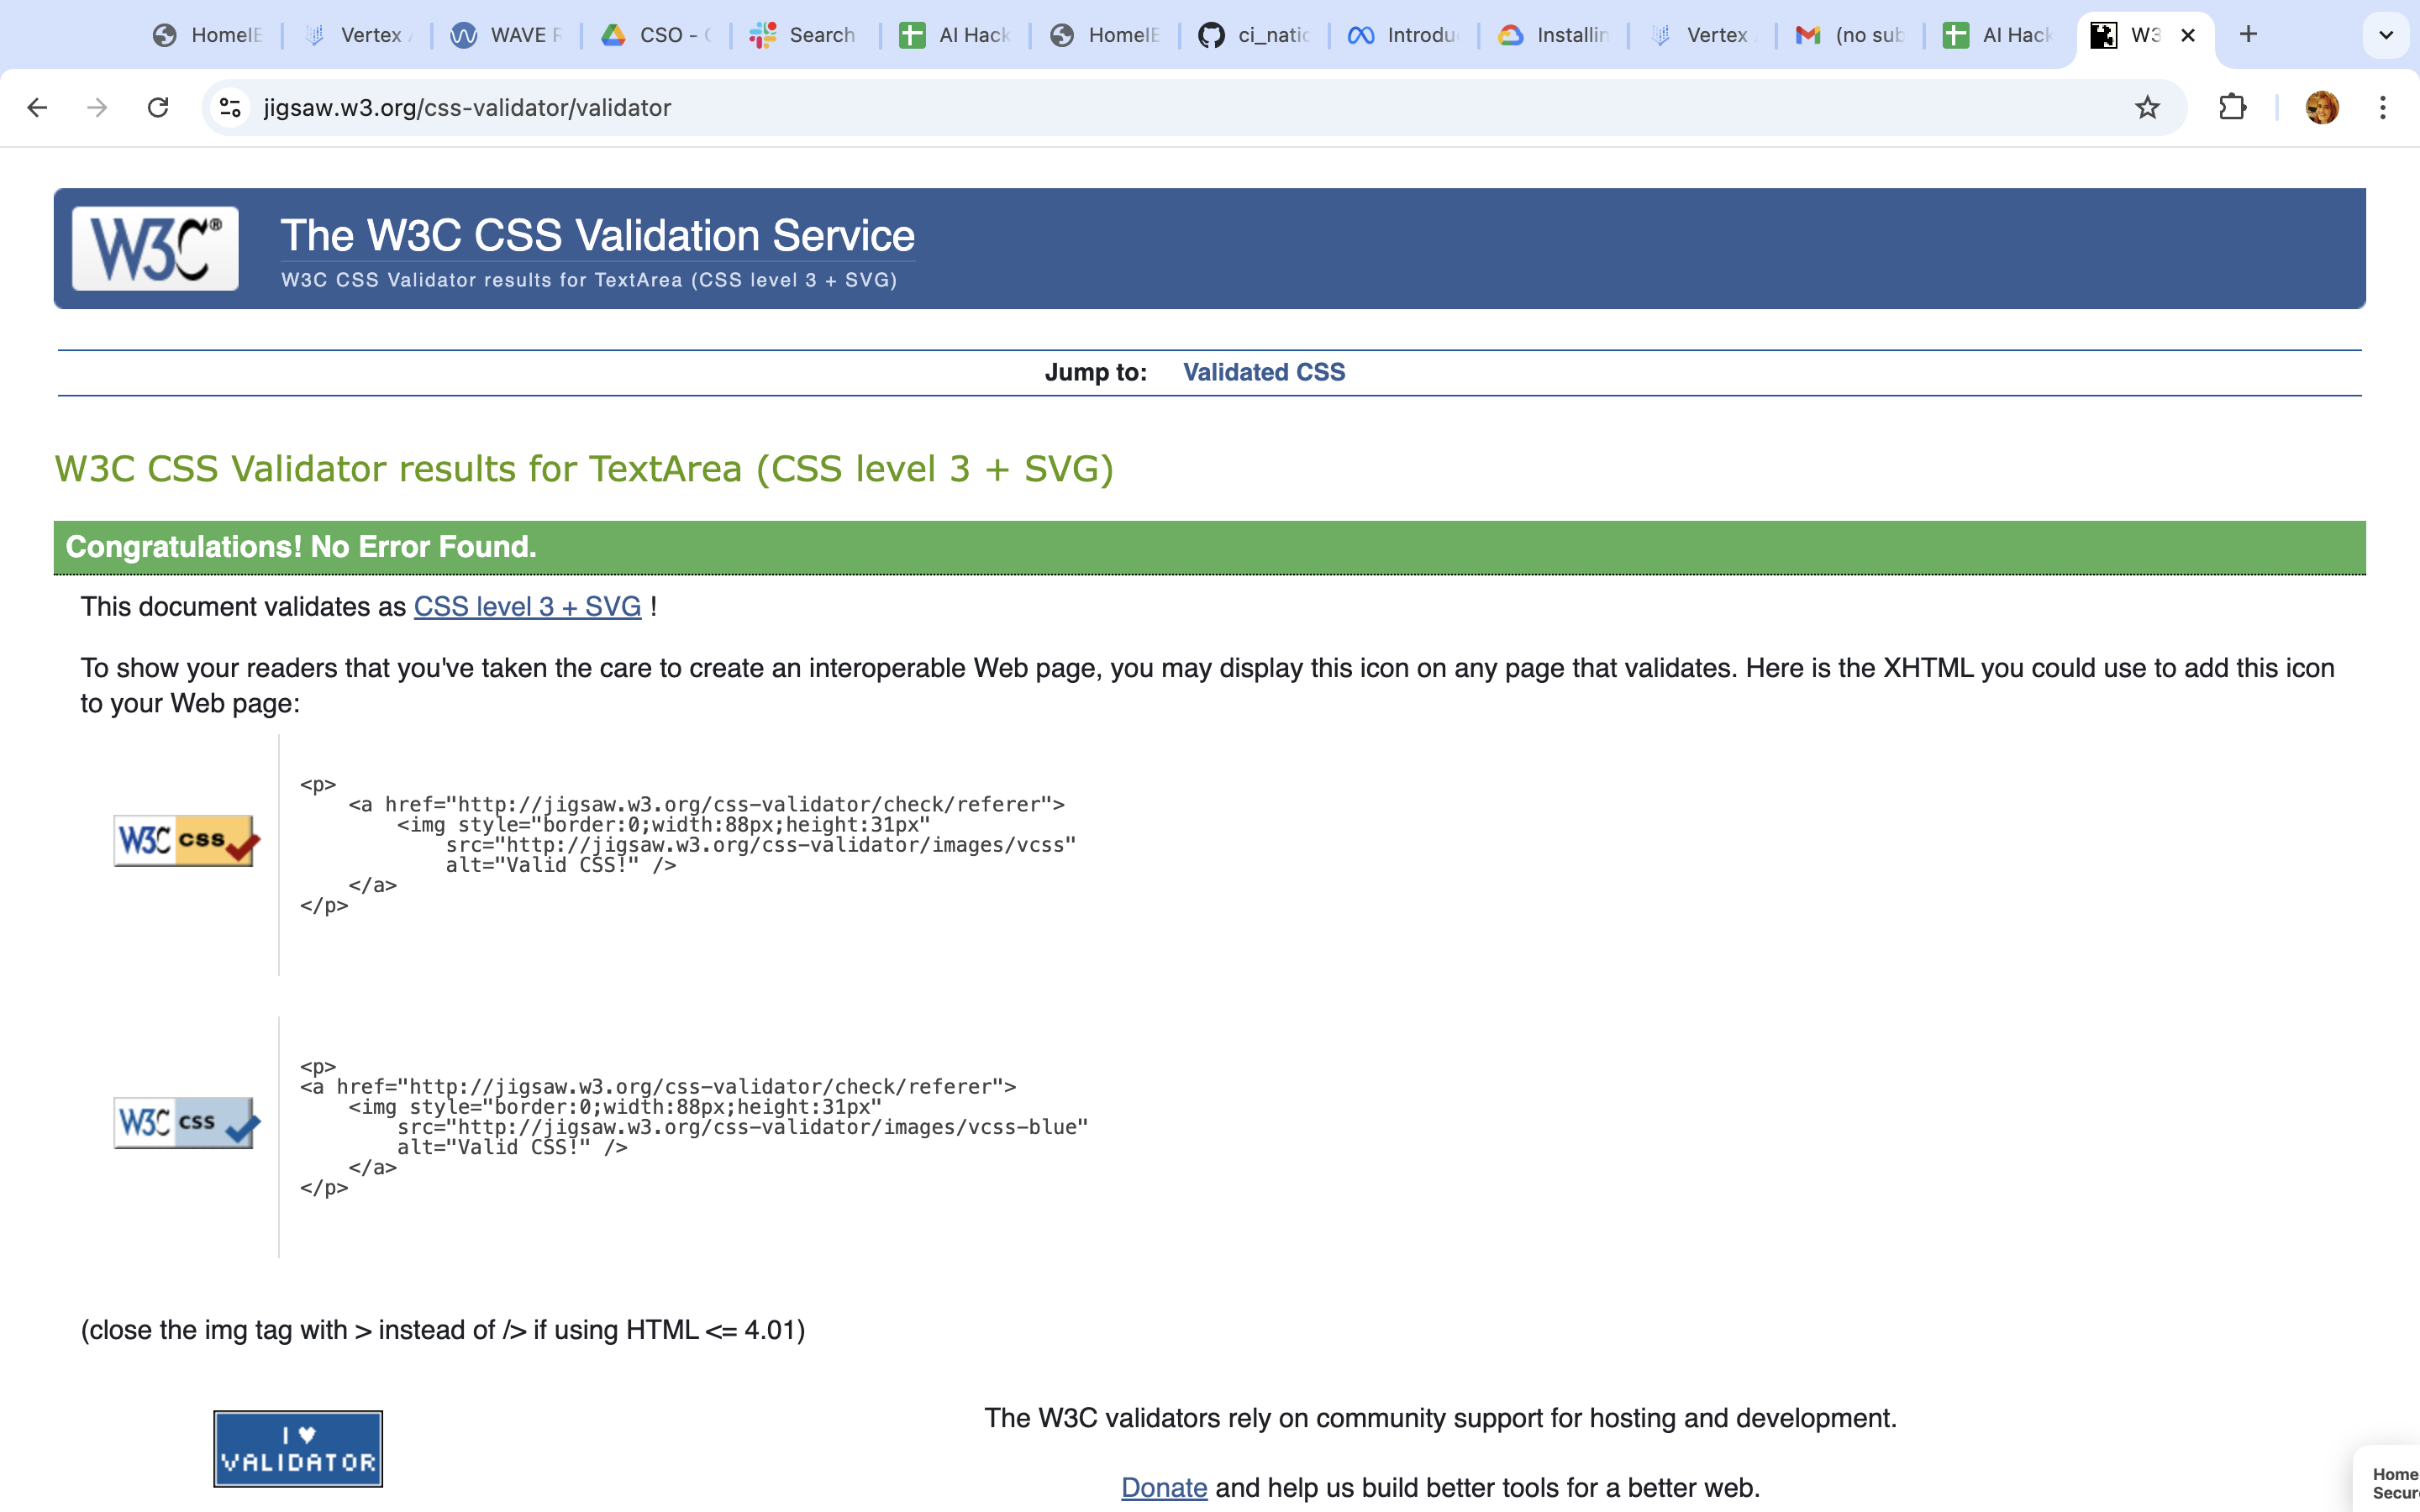 HomeIE
Vertex
WAVE R
CSO -
Search
AI Hack
HomeIE
ci_natic
Introdu
Installin
Vertex
(no sub
AI Hack
W3
jigsaw.w3.org/css-validator/validator
W3C®
The W3C CSS Validation Service
W3C CSS Validator results for TextArea (CSS level 3 + SVG)
Jump to: Validated CSS
W3C CSS Validator results for TextArea (CSS level 3 + SVG)
Congratulations! No Error Found.
This document validates as CSS level 3 + SVG !
To show your readers that you've taken the care to create an interoperable Web page, you may display this icon on any page that validates. Here is the XHTML you could use to add this icon
to your Web page:
W3C css
<p>
    <a href="http://jigsaw.w3.org/css-validator/check/referer">
        <img style="border:0;width:88px;height:31px"
            src="http://jigsaw.w3.org/css-validator/images/vcss"
            alt="Valid CSS!" />
    </a>
</p>
W3C css
<p>
<a href="http://jigsaw.w3.org/css-validator/check/referer">
    <img style="border:0;width:88px;height:31px"
        src="http://jigsaw.w3.org/css-validator/images/vcss-blue"
        alt="Valid CSS!" />
    </a>
</p>
(close the img tag with > instead of /> if using HTML <= 4.01)
I ♥
VALIDATOR
The W3C validators rely on community support for hosting and development.
Donate and help us build better tools for a better web.
Home
Secur